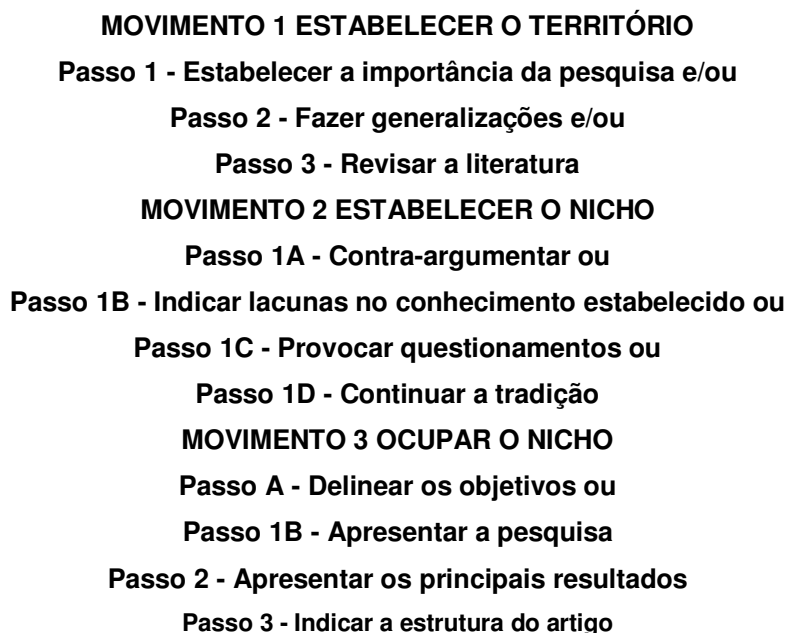 MOVIMENTO 1 ESTABELECER O TERRITÓRIO
Passo 1 - Estabelecer a importância da pesquisa e/ou
Passo 2 - Fazer generalizações e/ou
Passo 3 - Revisar a literatura
MOVIMENTO 2 ESTABELECER O NICHO
Passo 1A - Contra-argumentar ou
Passo 1B - Indicar lacunas no conhecimento estabelecido ou
Passo 1C - Provocar questionamentos ou
Passo 1D - Continuar a tradição
MOVIMENTO 3 OCUPAR O NICHO
Passo A - Delinear os objetivos ou
Passo 1B - Apresentar a pesquisa
Passo 2 - Apresentar os principais resultados
Passo 3 - Indicar a estrutura do artigo